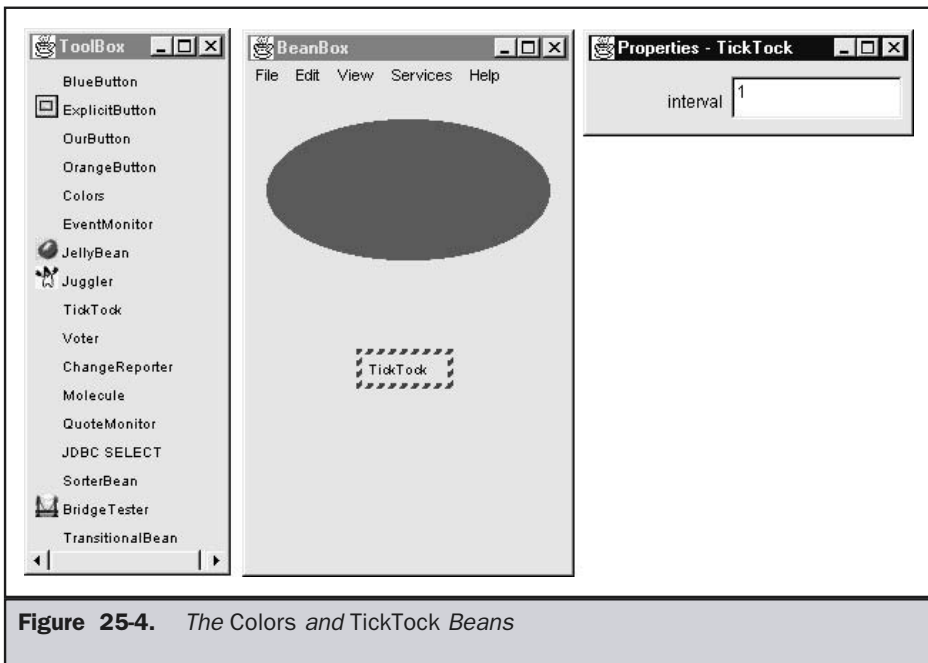 ToolBox
BlueButton
ExplicitButton
OurButton
OrangeButton
Colors
EventMonitor
JellyBean
Juggler
TickTock
Voter
ChangeReporter
Molecule
QuoteMonitor
JDBC SELECT
SorterBean
BridgeTester
TransitionalBean
BeanBox
File Edit View Services Help
TickTock
Properties - TickTock
interval 1
Figure 25-4. The Colors and TickTock Beans